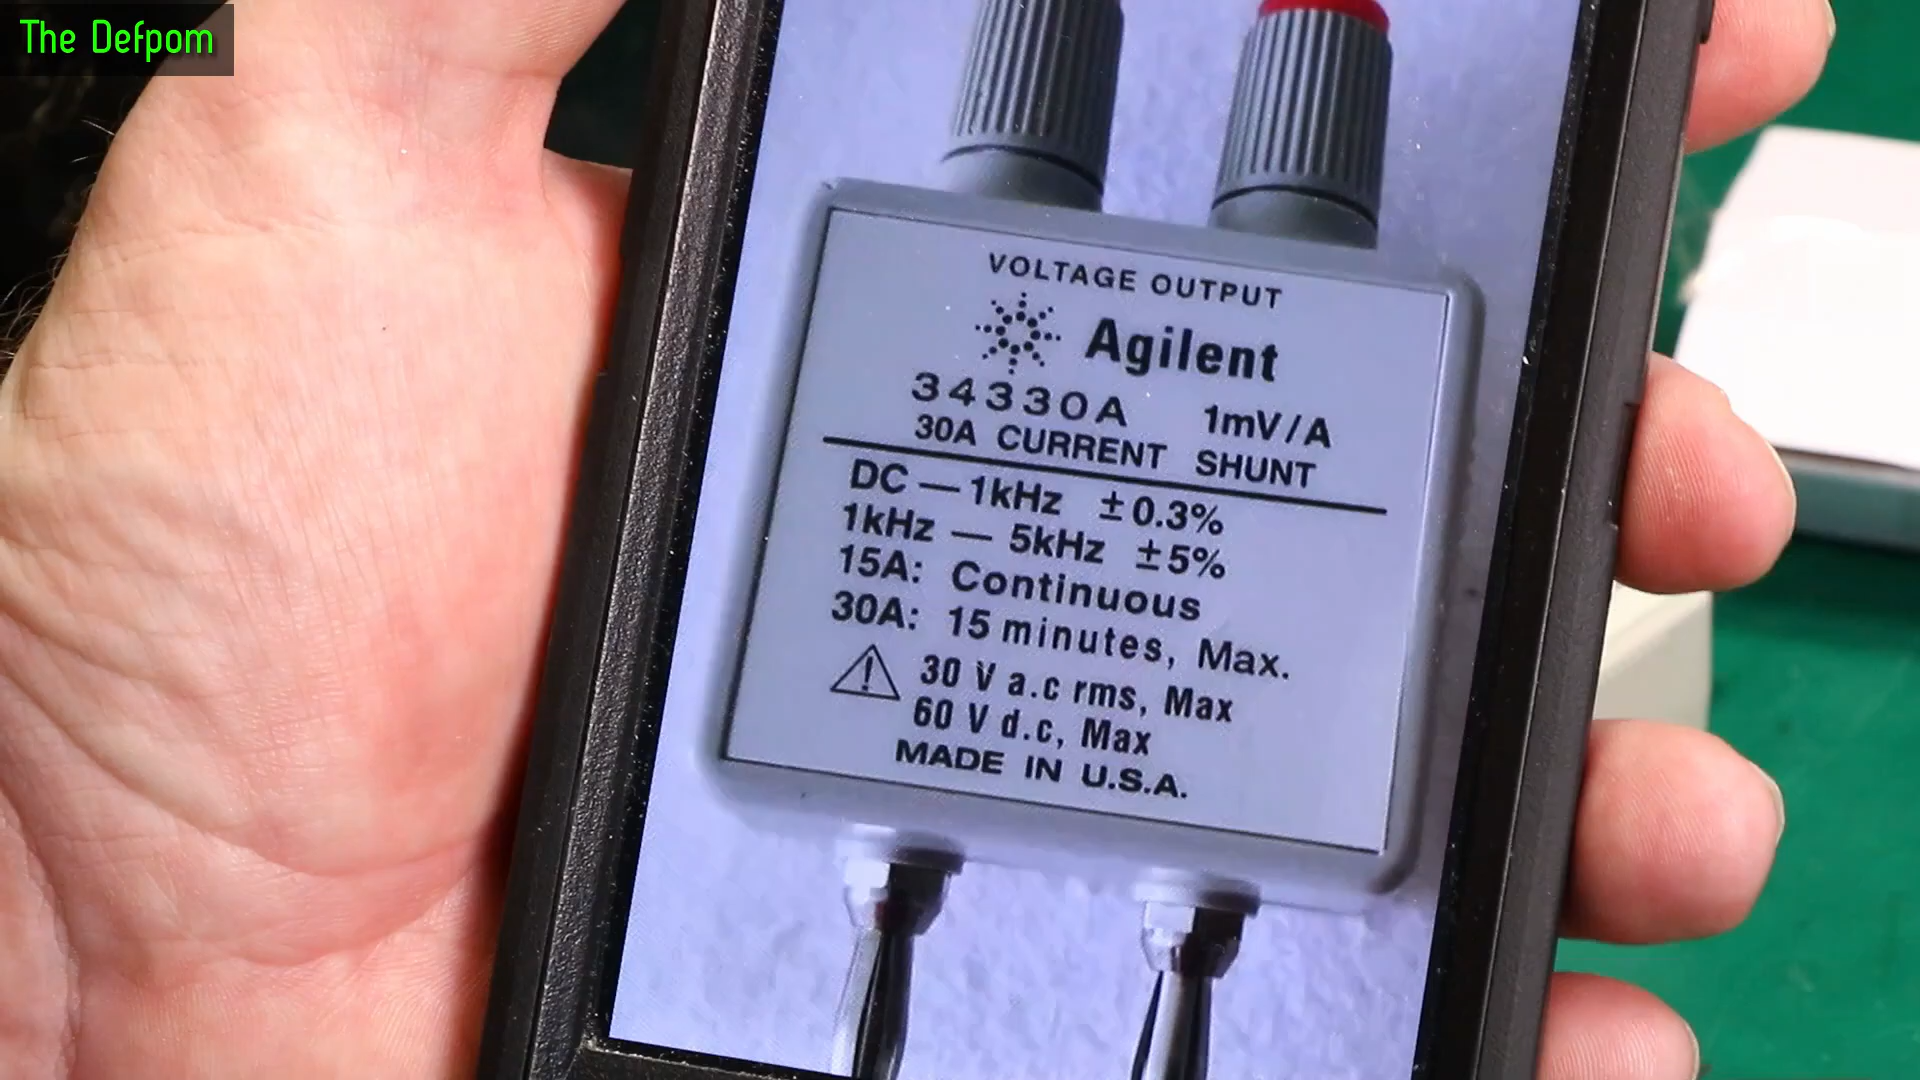 The Defpom
VOLTAGE OUTPUT
Agilent
34330A 1mV/A
30A CURRENT SHUNT
DC — 1kHz ±0.3%
1kHz — 5kHz ±5%
15A: Continuous
30A: 15 minutes, Max.
30 V a.c rms, Max
60 V d.c, Max
MADE IN U.S.A.